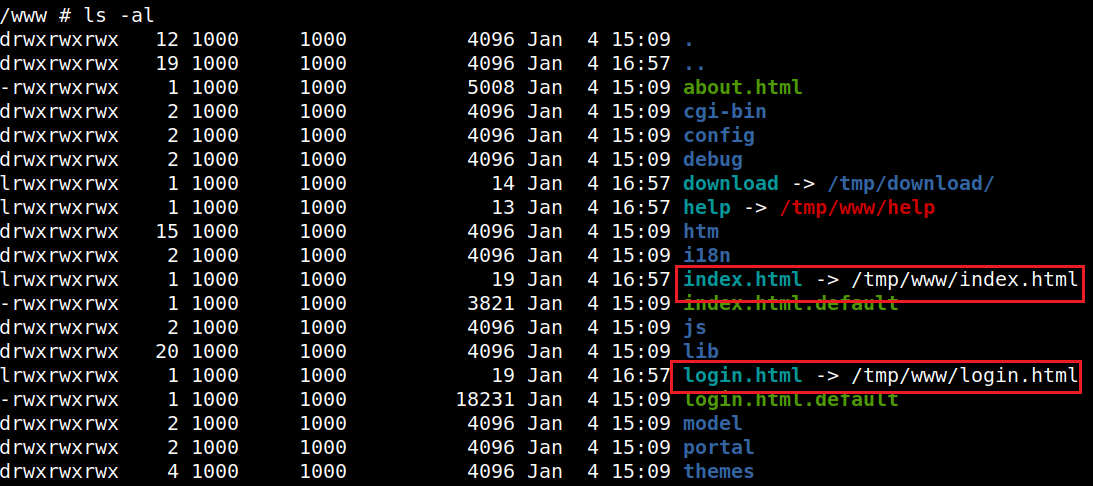 /www # ls -al
drwxrwxrwx   12 1000     1000          4096 Jan  4 15:09 .
drwxrwxrwx   19 1000     1000          4096 Jan  4 16:57 ..
-rwxrwxrwx    1 1000     1000          5008 Jan  4 15:09 about.html
drwxrwxrwx    2 1000     1000          4096 Jan  4 15:09 cgi-bin
drwxrwxrwx    2 1000     1000          4096 Jan  4 15:09 config
drwxrwxrwx    2 1000     1000          4096 Jan  4 15:09 debug
lrwxrwxrwx    1 1000     1000            14 Jan  4 16:57 download -> /tmp/download/
lrwxrwxrwx    1 1000     1000            13 Jan  4 16:57 help -> /tmp/www/help
drwxrwxrwx   15 1000     1000          4096 Jan  4 15:09 htm
drwxrwxrwx    2 1000     1000          4096 Jan  4 15:09 i18n
lrwxrwxrwx    1 1000     1000            19 Jan  4 16:57 index.html -> /tmp/www/index.html
-rwxrwxrwx    1 1000     1000          3821 Jan  4 15:09 index.html.default
drwxrwxrwx    2 1000     1000          4096 Jan  4 15:09 js
drwxrwxrwx   20 1000     1000          4096 Jan  4 15:09 lib
lrwxrwxrwx    1 1000     1000            19 Jan  4 16:57 login.html -> /tmp/www/login.html
-rwxrwxrwx    1 1000     1000         18231 Jan  4 15:09 login.html.default
drwxrwxrwx    2 1000     1000          4096 Jan  4 15:09 model
drwxrwxrwx    2 1000     1000          4096 Jan  4 15:09 portal
drwxrwxrwx    4 1000     1000          4096 Jan  4 15:09 themes